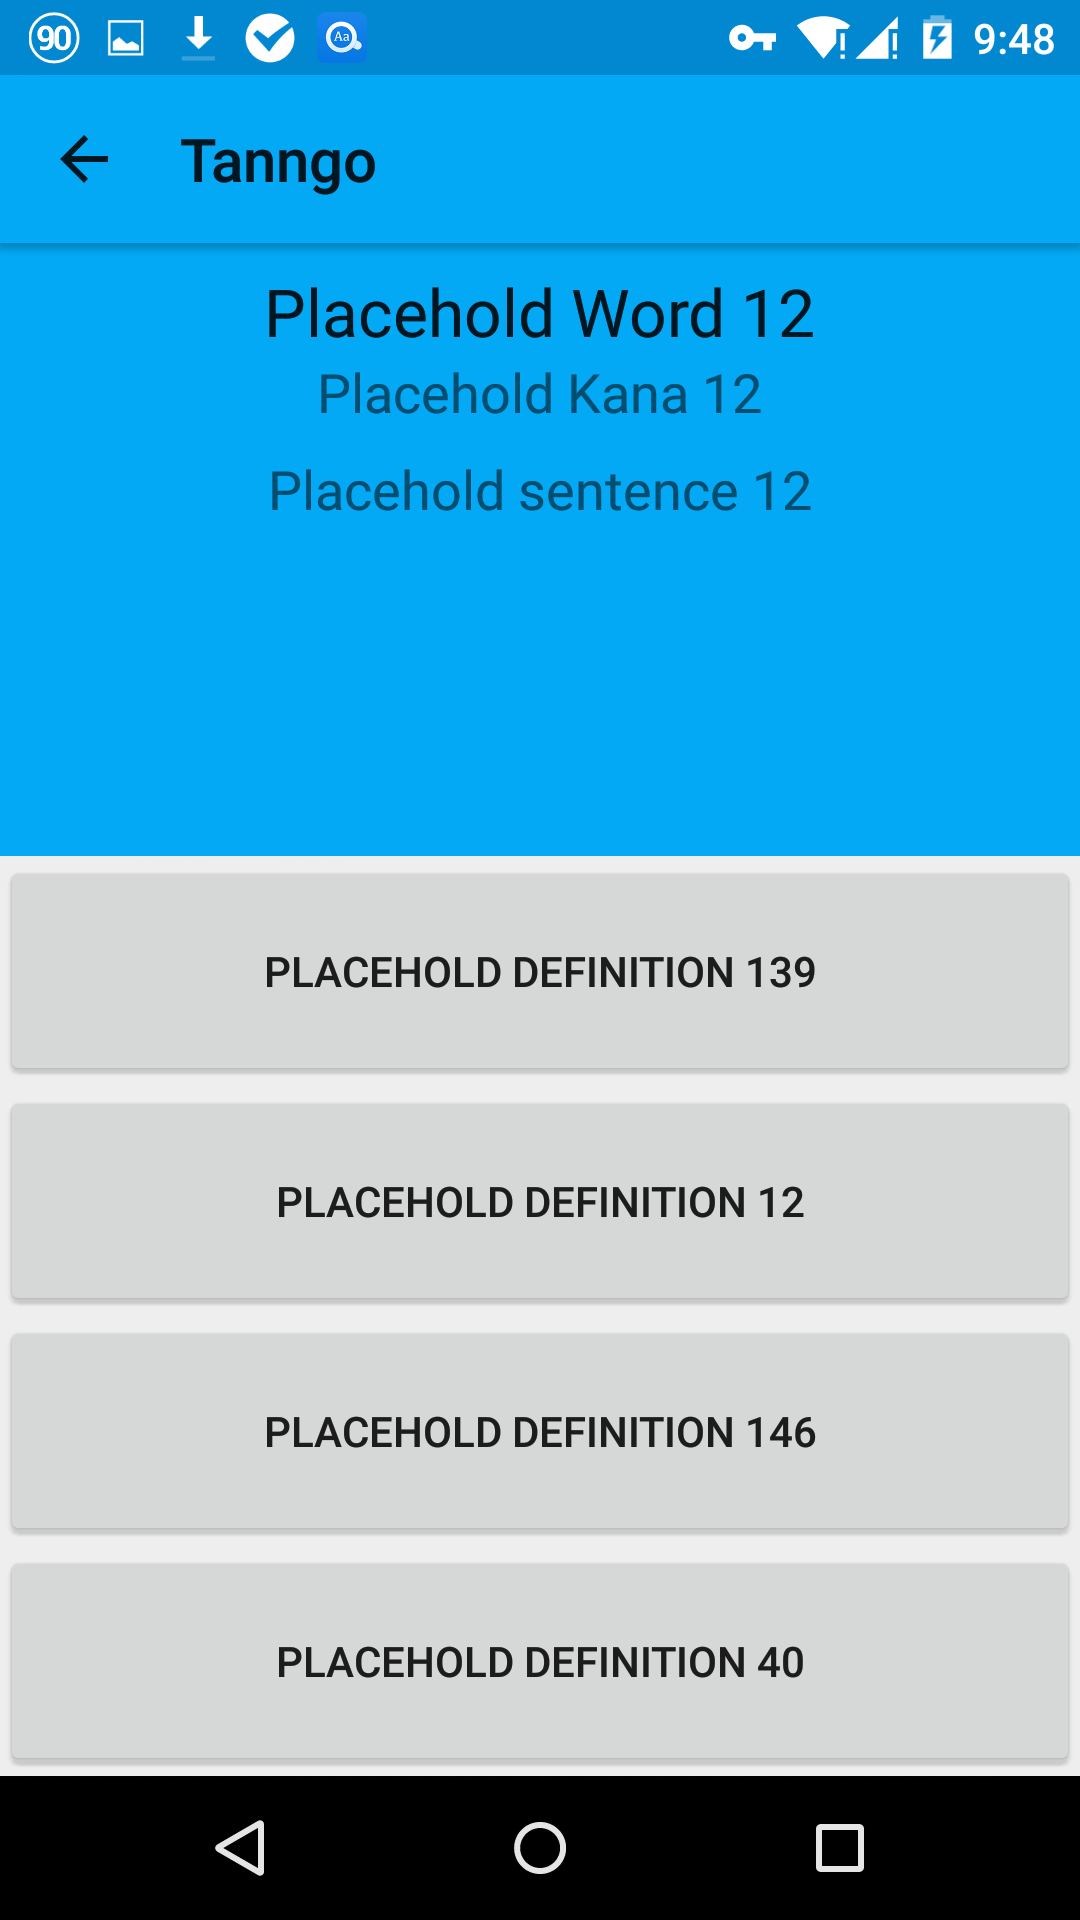 90
Aa
9:48
Tanngo
Placehold Word 12
Placehold Kana 12
Placehold sentence 12
PLACEHOLD DEFINITION 139
PLACEHOLD DEFINITION 12
PLACEHOLD DEFINITION 146
PLACEHOLD DEFINITION 40